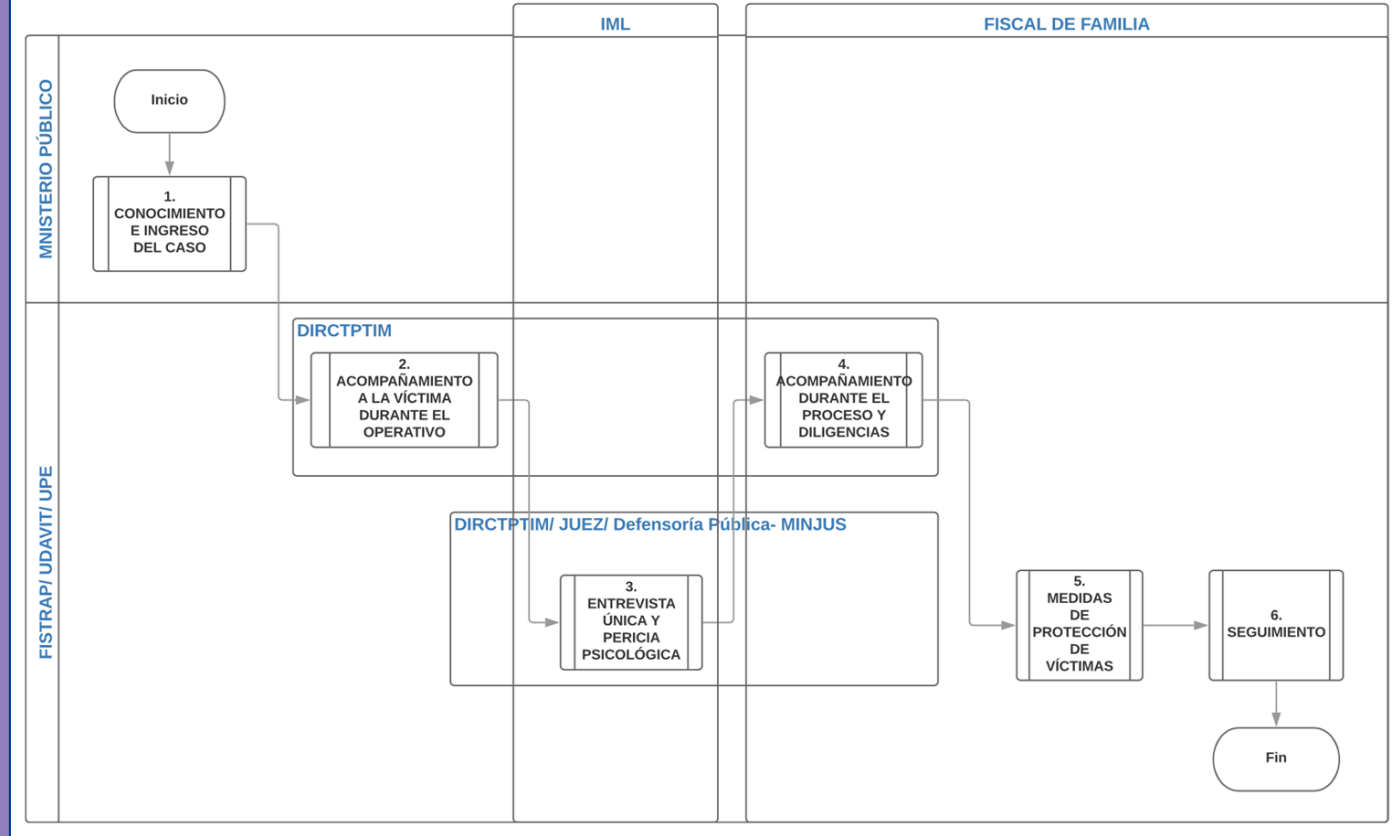 IML
FISCAL DE FAMILIA
MNISTERIO PÚBLICO
Inicio
1.
CONOCIMIENTO
E INGRESO
DEL CASO
FISTRAP/ UDAVIT/ UPE
DIRCTPTIM
2.
ACOMPAÑAMIENTO
A LA VÍCTIMA
DURANTE EL
OPERATIVO
4.
ACOMPAÑAMIENTO
DURANTE EL
PROCESO Y
DILIGENCIAS
DIRCTPTIM/ JUEZ/ Defensoría Pública- MINJUS
3.
ENTREVISTA
ÚNICA Y
PERICIA
PSICOLÓGICA
5.
MEDIDAS
DE
PROTECCIÓN
DE
VÍCTIMAS
6.
SEGUIMIENTO
Fin